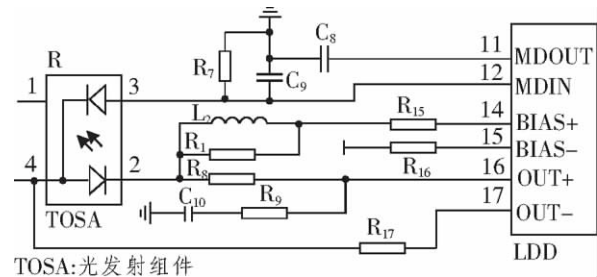 C8
11
MDOUT
R
R7
C9
12
MDIN
1
3
L2
R15
14
BIAS+
15
BIAS-
R1
R16
16
OUT+
4
2
R8
C10
R9
17
OUT-
TOSA
R17
LDD
TOSA:光发射组件